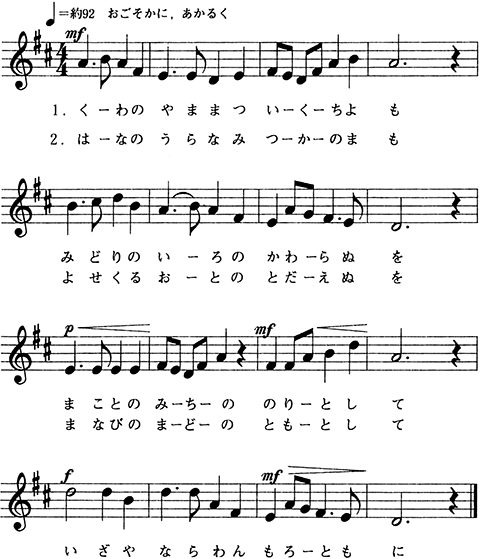 ♩=約92 おごそかに，あかるく
mf
1. くーわの やままつ いーくーちよ も
2. はーなの うらなみ つーかーのま も
みどりの いーろの かわーらぬ を
よせくる おーとの とだーえぬ を
p mf
まことの みーちーの のりーとし て
まなびの まーどーの ともーとし て
f mf
いざや ならわん もろーとも に